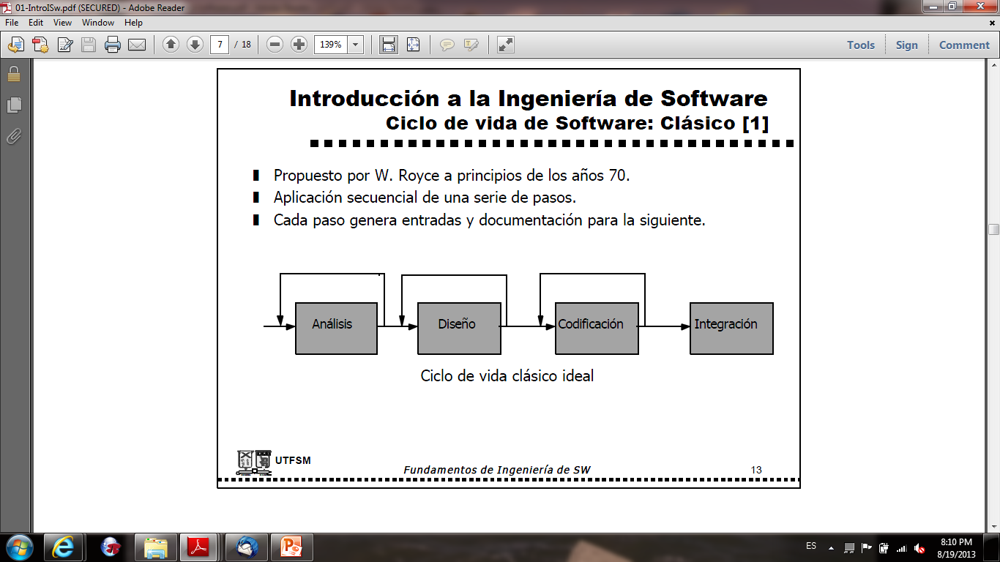 01-IntroISw.pdf (SECURED) - Adobe Reader
File Edit View Window Help
7 / 18 139% Tools Sign Comment
Introducción a la Ingeniería de Software
Ciclo de vida de Software: Clásico [1]
Propuesto por W. Royce a principios de los años 70.
Aplicación secuencial de una serie de pasos.
Cada paso genera entradas y documentación para la siguiente.
Análisis Diseño Codificación Integración
Ciclo de vida clásico ideal
UTFSM
Fundamentos de Ingeniería de SW 13
ES 8:10 PM
8/19/2013